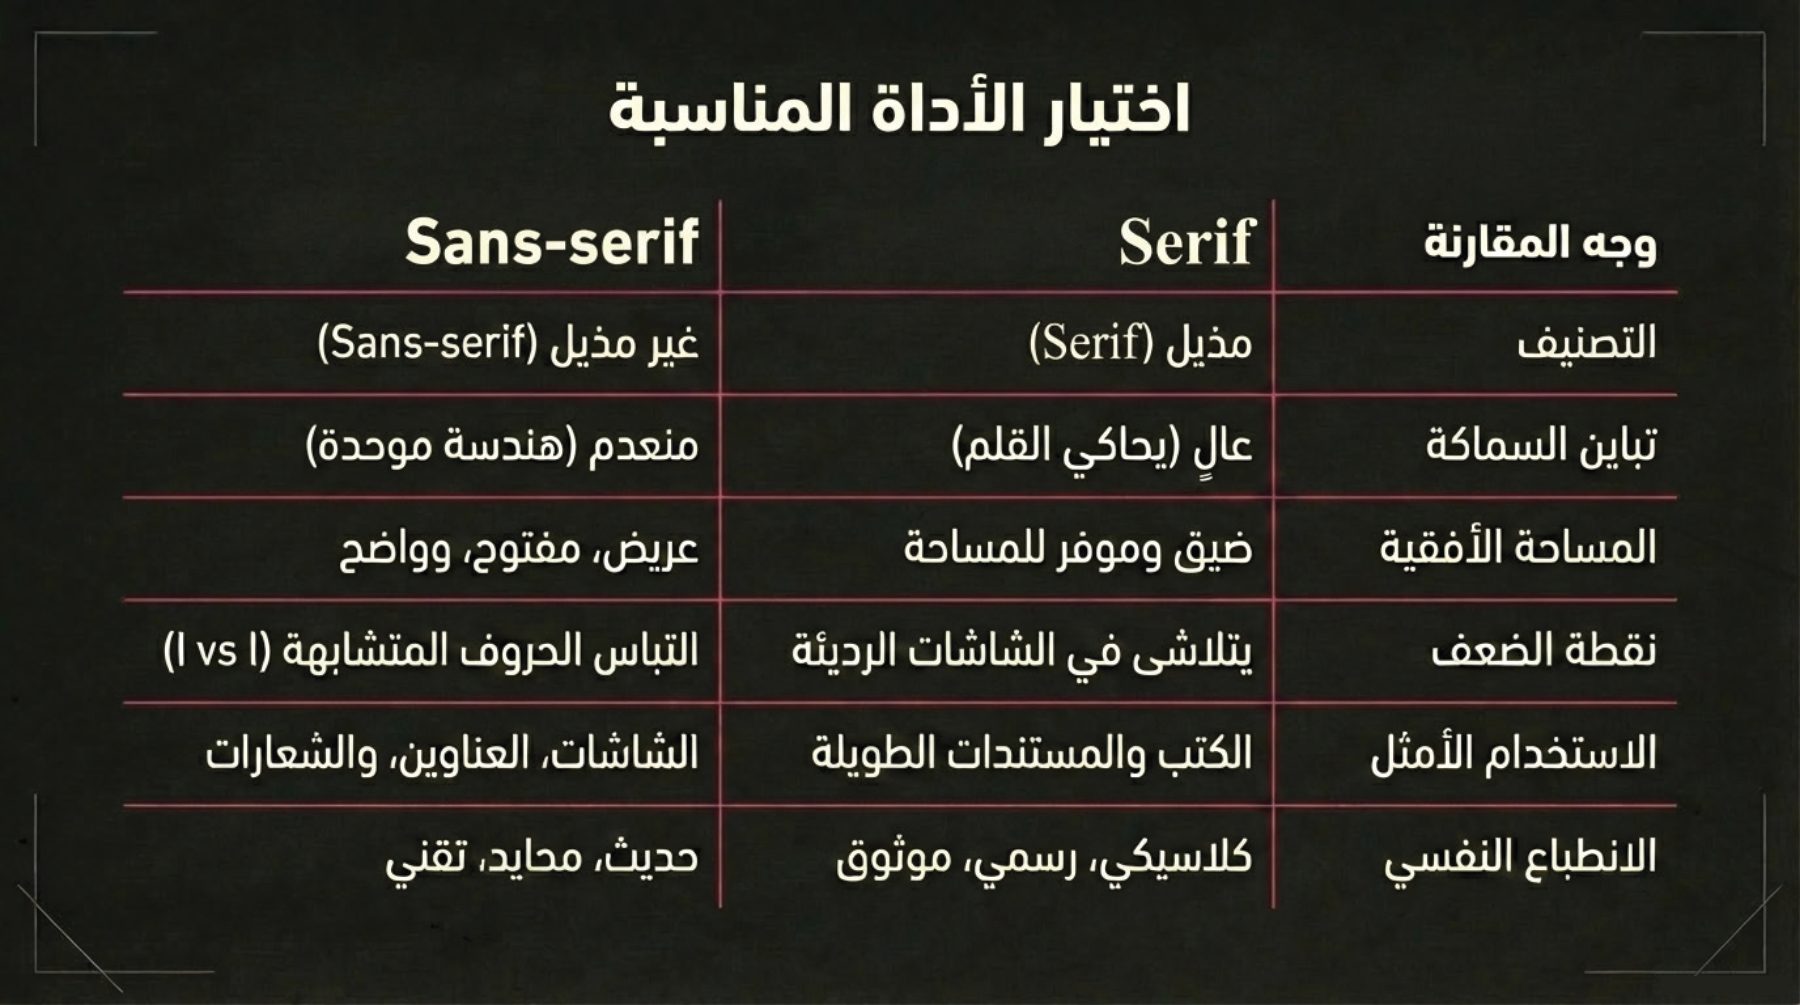 اختيار الأداة المناسبة
وجه المقارنة Serif Sans-serif
التصنيف مذيل (Serif) غير مذيل (Sans-serif)
تباين السماكة عالٍ (يحاكي القلم) منعدم (هندسة موحدة)
المساحة الأفقية ضيق وموفر للمساحة عريض، مفتوح، وواضح
نقطة الضعف يتلاشى في الشاشات الرديئة التباس الحروف المتشابهة (I vs l)
الاستخدام الأمثل الكتب والمستندات الطويلة الشاشات، العناوين، والشعارات
الانطباع النفسي كلاسيكي، رسمي، موثوق حديث، محايد، تقني